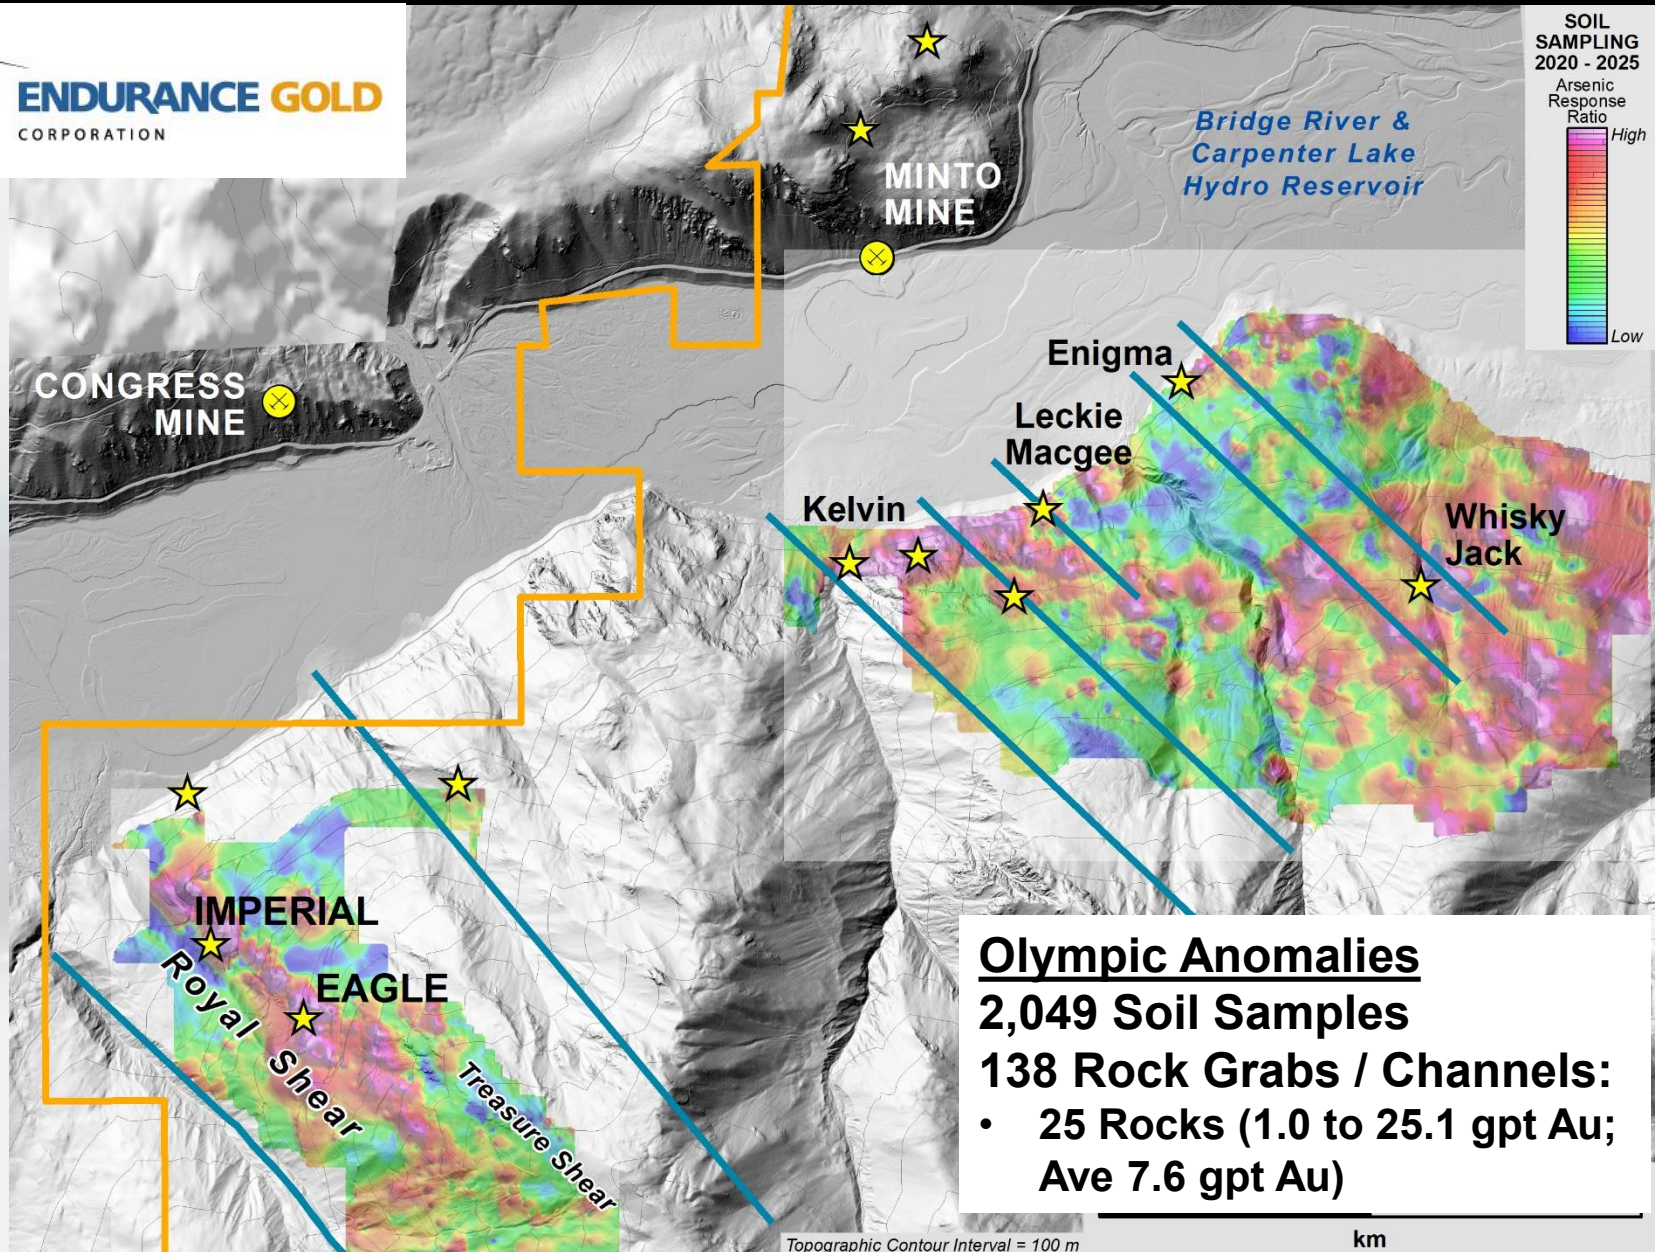 ENDURANCE GOLD
CORPORATION
SOIL
SAMPLING
2020 - 2025
Arsenic
Response
Ratio
High
Low
Bridge River &
Carpenter Lake
Hydro Reservoir
MINTO
MINE
CONGRESS
MINE
Enigma
Leckie
Macgee
Kelvin
Whisky
Jack
IMPERIAL
EAGLE
Royal Shear
Treasure Shear
Olympic Anomalies
2,049 Soil Samples
138 Rock Grabs / Channels:
• 25 Rocks (1.0 to 25.1 gpt Au;
Ave 7.6 gpt Au)
Topographic Contour Interval = 100 m
km